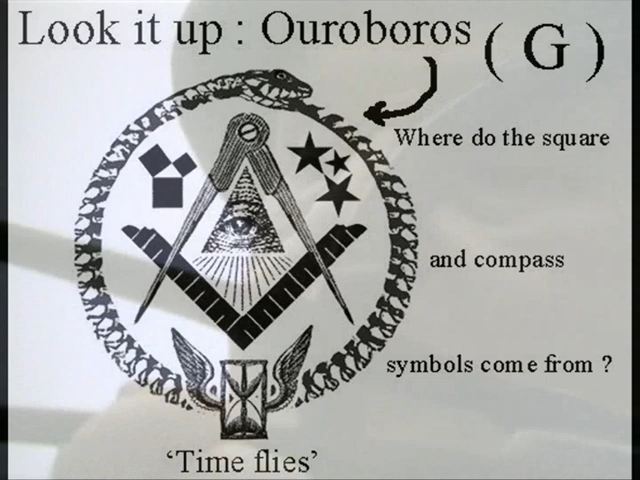 Look it up : Ouroboros ( G )
Where do the square
and compass
symbols come from ?
‘Time flies’